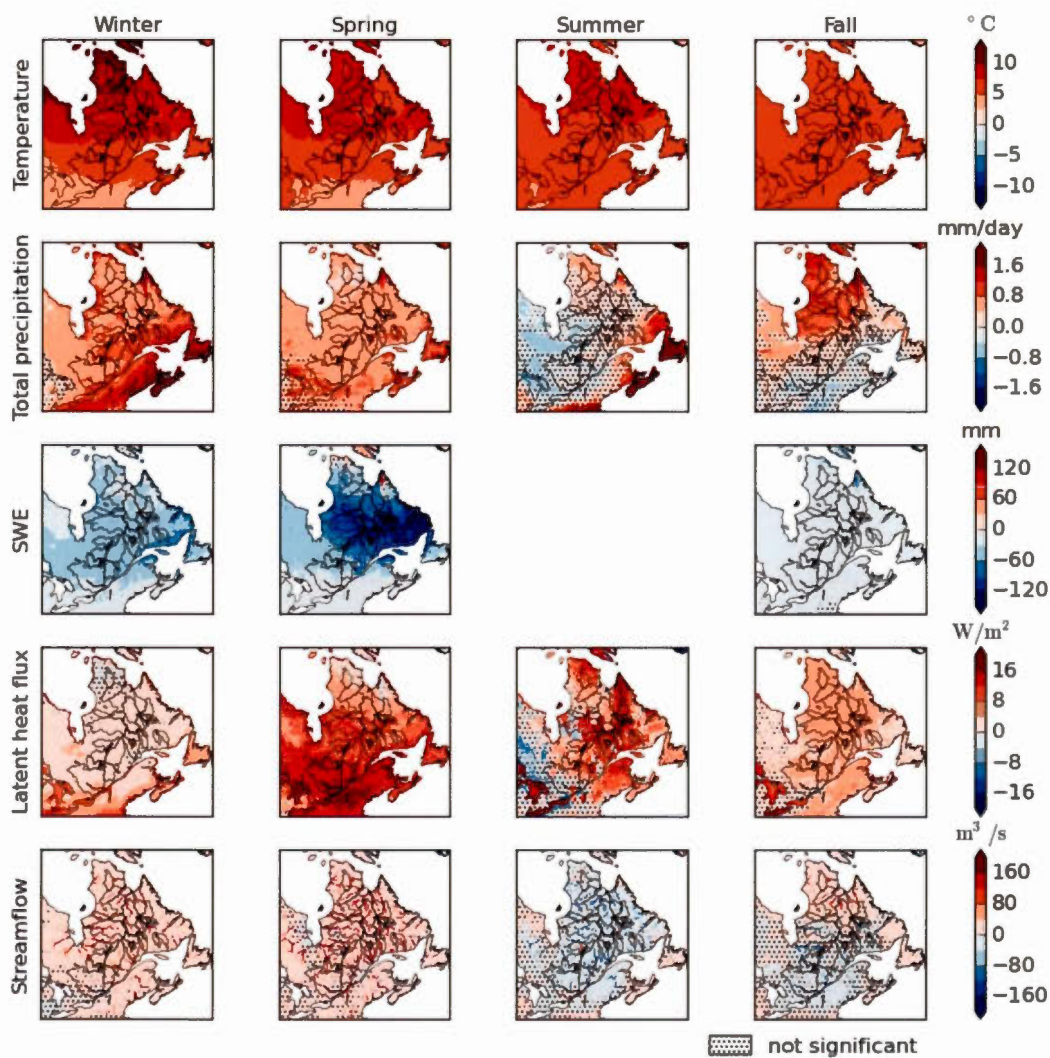 Winter Spring Summer Fall
Temperature
° C
10
5
0
−5
−10
Total precipitation
mm/day
1.6
0.8
0.0
−0.8
−1.6
SWE
mm
120
60
0
−60
−120
Latent heat flux
W/m²
16
8
0
−8
−16
Streamflow
m³ /s
160
80
0
−80
−160
not significant